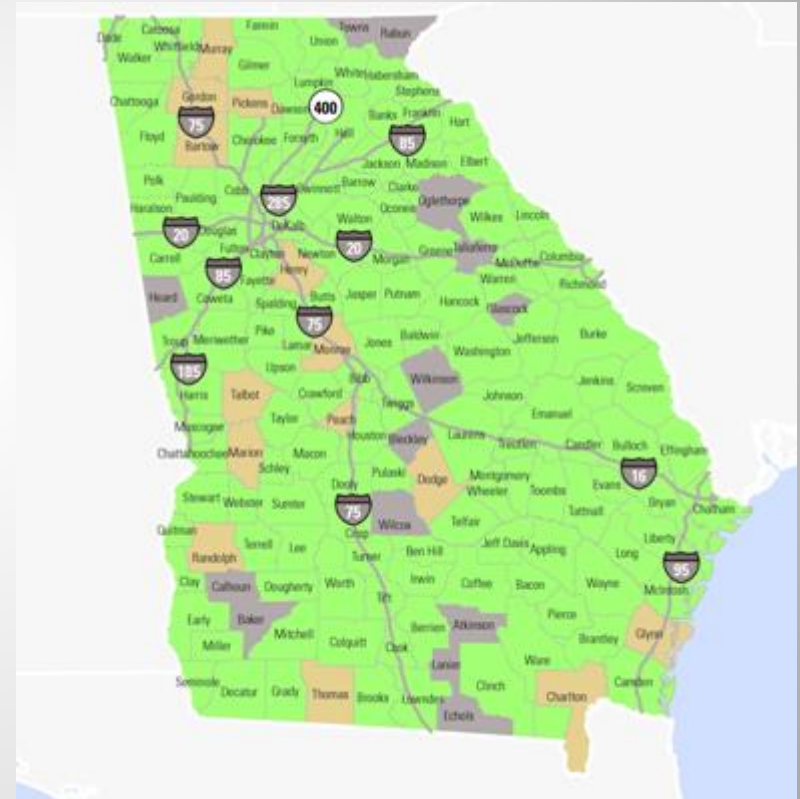 Towns
Rabun
Fannin
Catoosa
Dade
Union
Whitfield
Murray
Walker
Gilmer
White
Habersham
Lumpkin
Stephens
Chattooga
Gordon
Pickens
Dawson
400
Banks
Franklin
Hart
75
Floyd
Bartow
Cherokee
Forsyth
Hall
85
Jackson
Madison
Elbert
Polk
Cobb
Gwinnett
Barrow
Clarke
Paulding
285
Oglethorpe
Haralson
Oconee
Wilkes
Lincoln
Walton
20
Douglas
DeKalb
20
Fulton
Clayton
Newton
Morgan
Greene
Taliaferro
McDuffie
Columbia
Carroll
85
Henry
Fayette
Warren
Richmond
Heard
Coweta
Spalding
Butts
Jasper
Putnam
Hancock
Glascock
75
Troup
Meriwether
Pike
Lamar
Monroe
Jones
Baldwin
Jefferson
Burke
Washington
185
Upson
Bibb
Wilkinson
Jenkins
Screven
Harris
Talbot
Crawford
Twiggs
Johnson
Emanuel
Muscogee
Taylor
Peach
Houston
Bleckley
Laurens
Treutlen
Candler
Bulloch
Effingham
Chattahoochee
Marion
Macon
Schley
Pulaski
Dodge
Montgomery
Wheeler
16
Dooly
Toombs
Evans
Stewart
Webster
Sumter
75
Tattnall
Bryan
Chatham
Wilcox
Telfair
Quitman
Crisp
Liberty
Randolph
Terrell
Lee
Turner
Ben Hill
Jeff Davis
Appling
Long
95
Clay
Calhoun
Dougherty
Worth
Irwin
Coffee
Bacon
Wayne
McIntosh
Tift
Early
Baker
Mitchell
Berrien
Atkinson
Pierce
Brantley
Glynn
Miller
Colquitt
Cook
Lanier
Ware
Seminole
Decatur
Grady
Thomas
Brooks
Lowndes
Clinch
Charlton
Camden
Echols